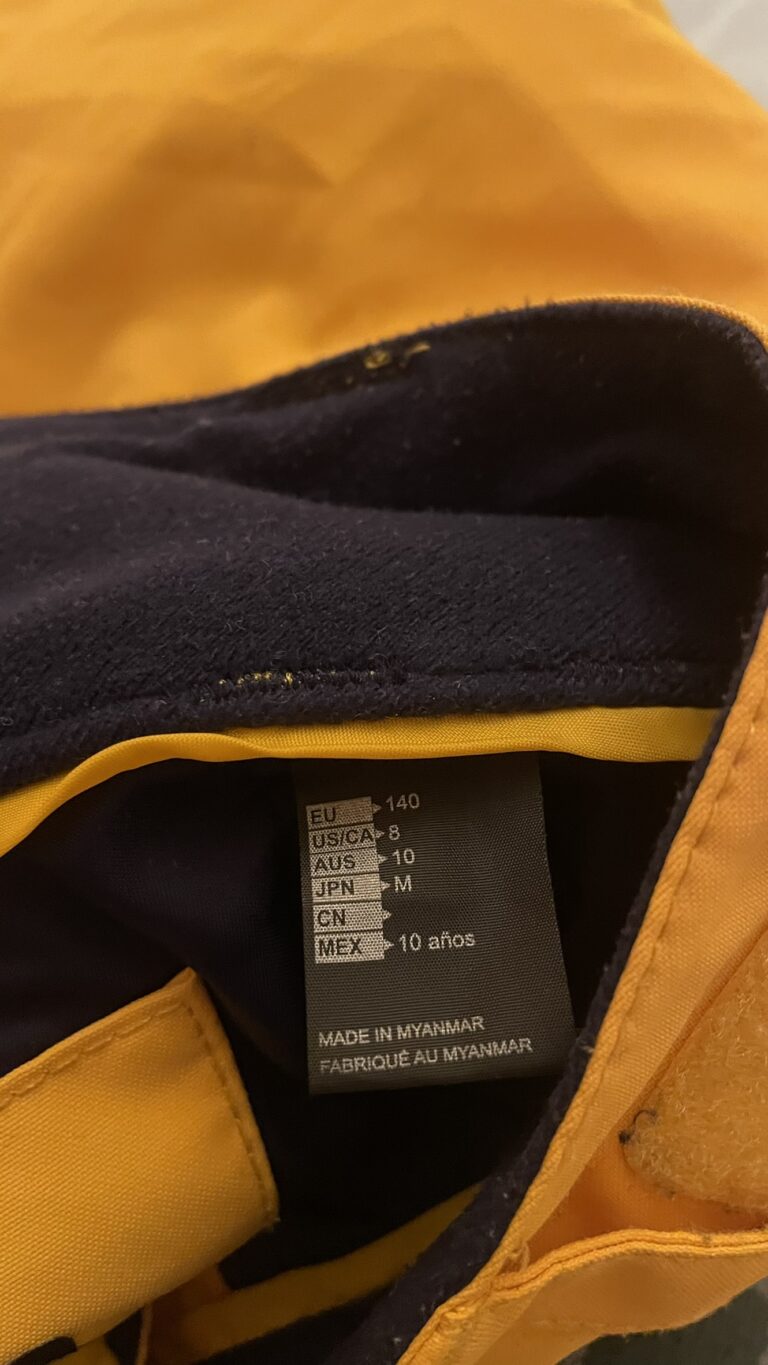 EU 140
US/CA 8
AUS 10
JPN M
CN
MEX 10 años
MADE IN MYANMAR
FABRIQUÉ AU MYANMAR